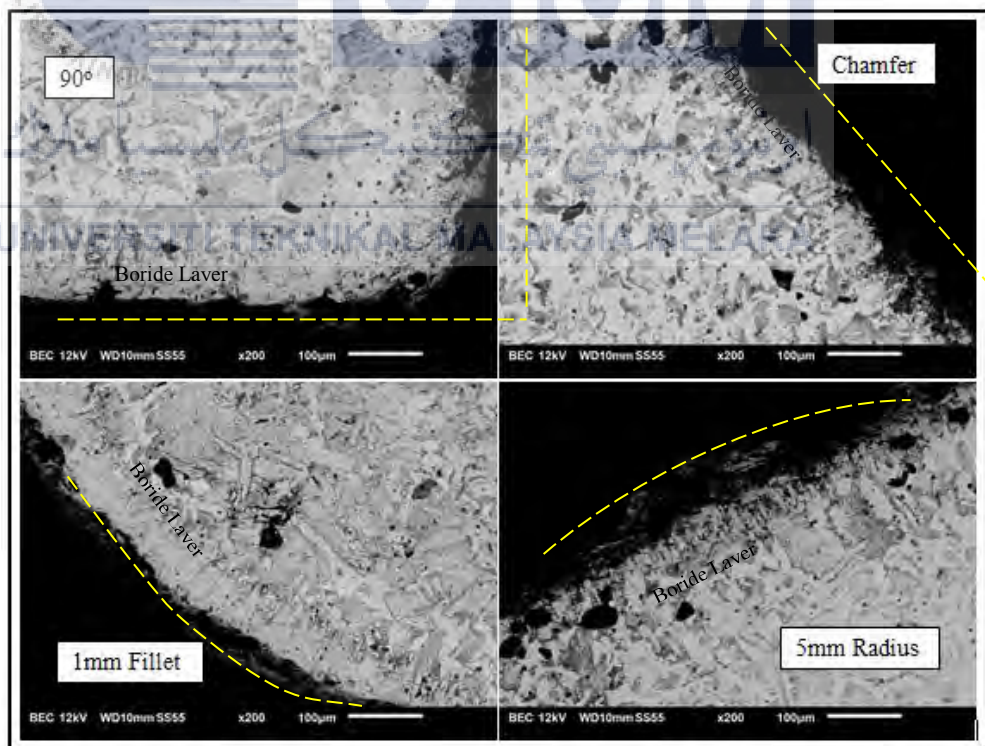 90°
Chamfer
Boride Layer
UNIVERSITI TEKNIKAL MALAYSIA MELAKA
Boride Layer
BEC 12kV WD10mm SS55 x200 100µm
BEC 12kV WD10mm SS55 x200 100µm
Boride Layer
Boride Layer
1mm Fillet
5mm Radius
BEC 12kV WD10mm SS55 x200 100µm
BEC 12kV WD10mm SS55 x200 100µm